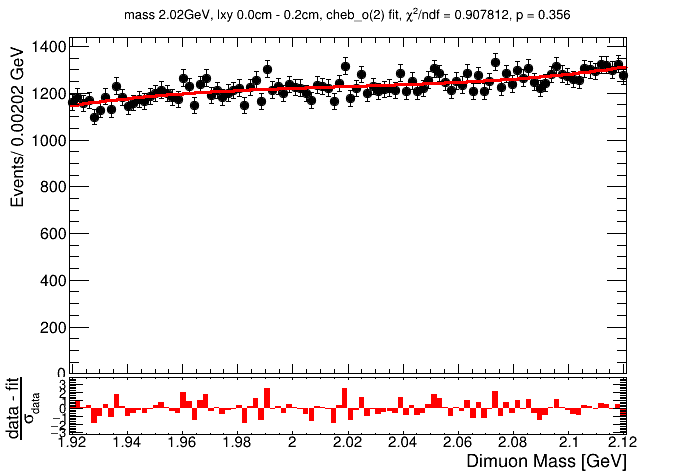 mass 2.02GeV, lxy 0.0cm - 0.2cm, cheb_o(2) fit, χ²/ndf = 0.907812, p = 0.356
Events/ 0.00202 GeV
1400
1200
1000
800
600
400
200
0
data - fit
σdata
3
2
1
0
−1
−2
−3
1.92 1.94 1.96 1.98 2 2.02 2.04 2.06 2.08 2.1 2.12
Dimuon Mass [GeV]